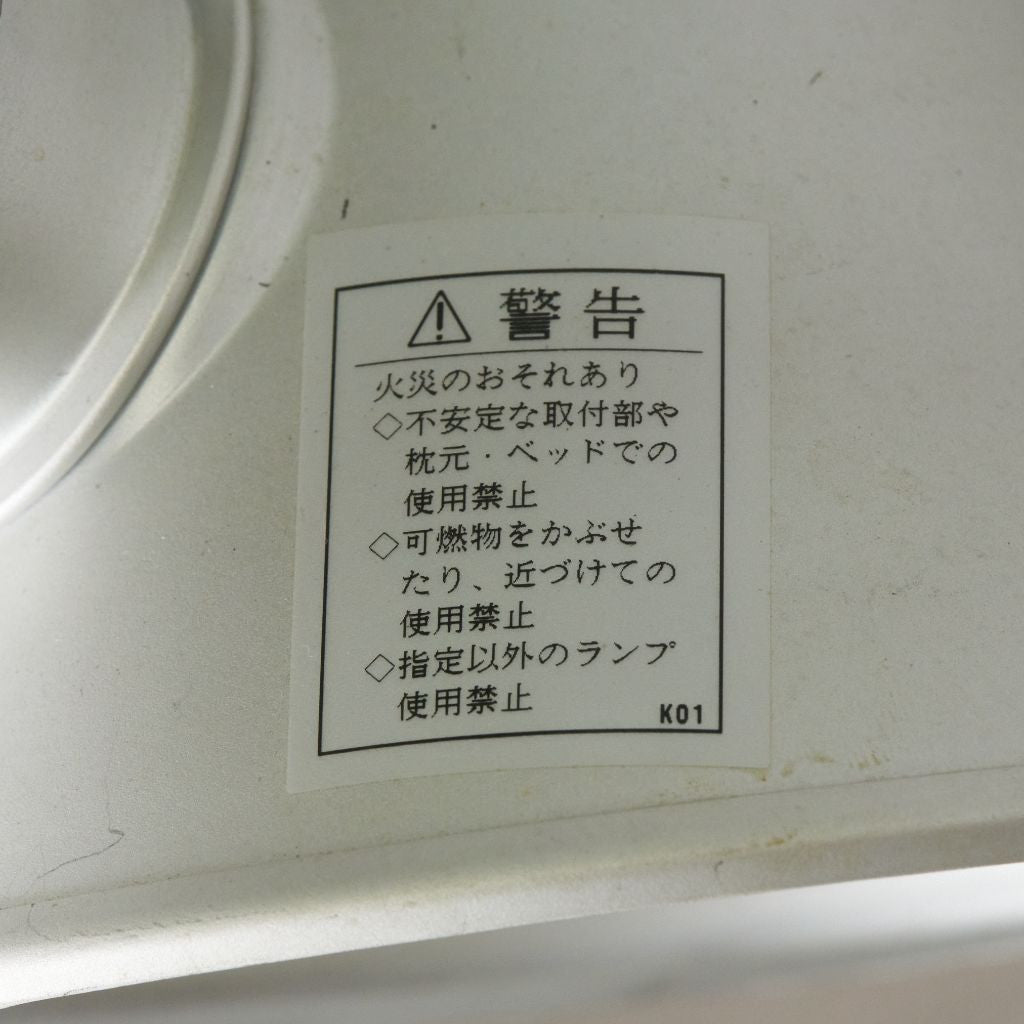 警告
火災のおそれあり
◇不安定な取付部や
枕元・ベッドでの
使用禁止
◇可燃物をかぶせ
たり、近づけての
使用禁止
◇指定以外のランプ
使用禁止
K01